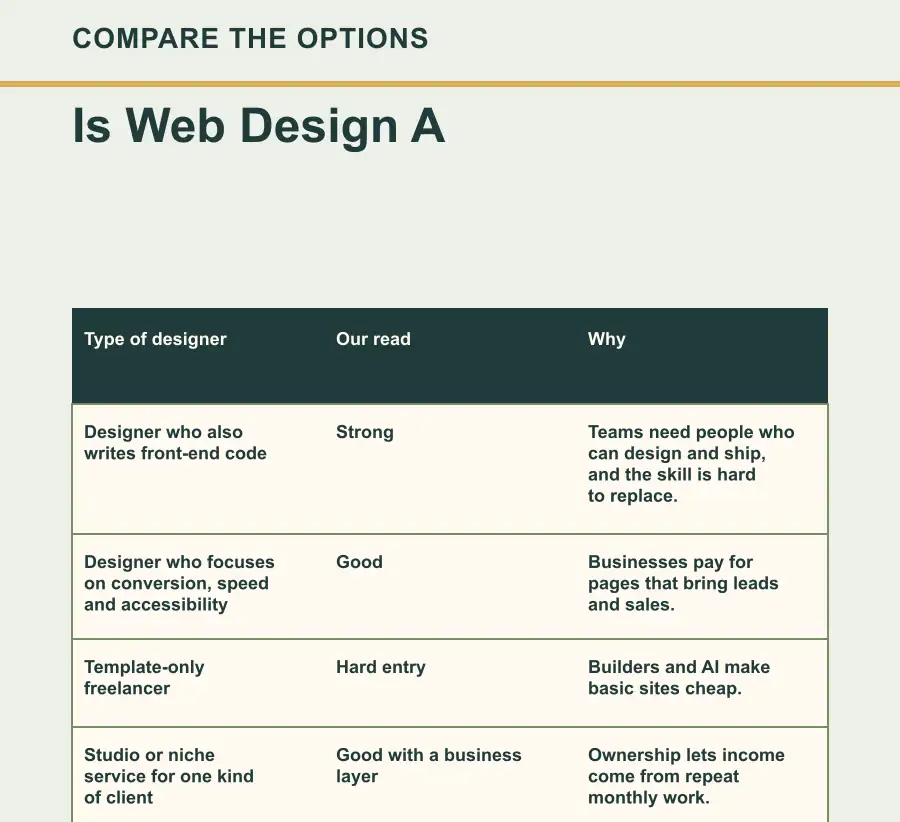 COMPARE THE OPTIONS
Is Web Design A
Type of designer
Our read
Why
Designer who also
writes front-end code
Strong
Teams need people who
can design and ship,
and the skill is hard
to replace.
Designer who focuses
on conversion, speed
and accessibility
Good
Businesses pay for
pages that bring leads
and sales.
Template-only
freelancer
Hard entry
Builders and AI make
basic sites cheap.
Studio or niche
service for one kind
of client
Good with a business
layer
Ownership lets income
come from repeat
monthly work.